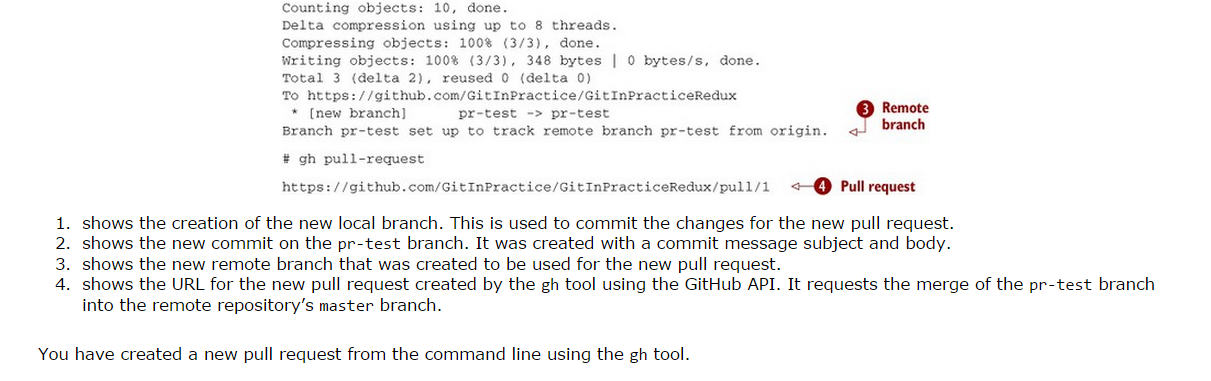 Counting objects: 10, done.
Delta compression using up to 8 threads.
Compressing objects: 100% (3/3), done.
Writing objects: 100% (3/3), 348 bytes | 0 bytes/s, done.
Total 3 (delta 2), reused 0 (delta 0)
To https://github.com/GitInPractice/GitInPracticeRedux
* [new branch] pr-test -> pr-test
3 Remote
branch
Branch pr-test set up to track remote branch pr-test from origin.
# gh pull-request
https://github.com/GitInPractice/GitInPracticeRedux/pull/1 4 Pull request
1. shows the creation of the new local branch. This is used to commit the changes for the new pull request.
2. shows the new commit on the pr-test branch. It was created with a commit message subject and body.
3. shows the new remote branch that was created to be used for the new pull request.
4. shows the URL for the new pull request created by the gh tool using the GitHub API. It requests the merge of the pr-test branch
into the remote repository's master branch.
You have created a new pull request from the command line using the gh tool.